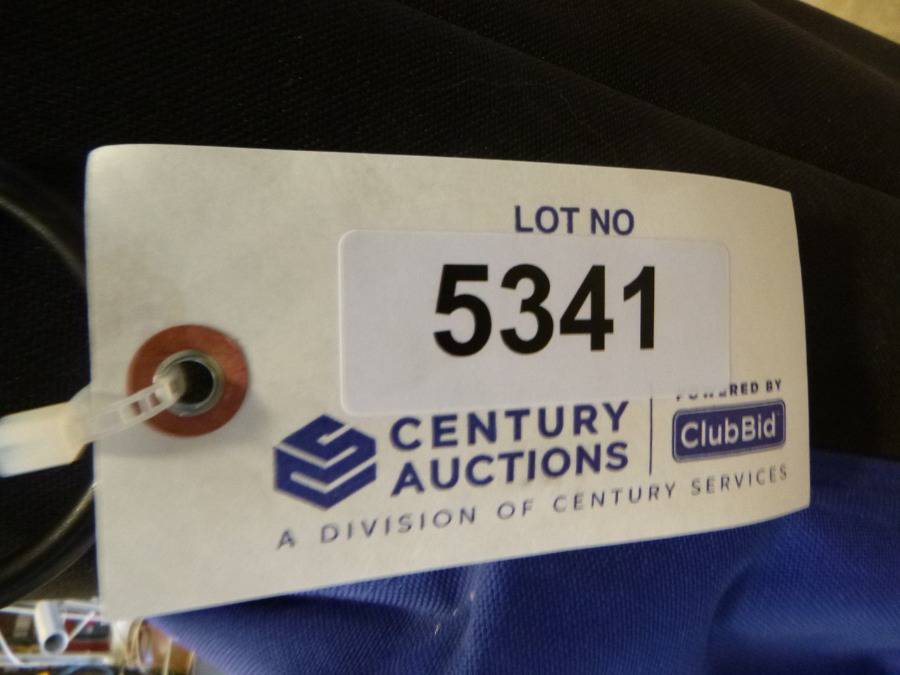 LOT NO
5341
CENTURY
AUCTIONS
POWERED BY
ClubBid
A DIVISION OF CENTURY SERVICES